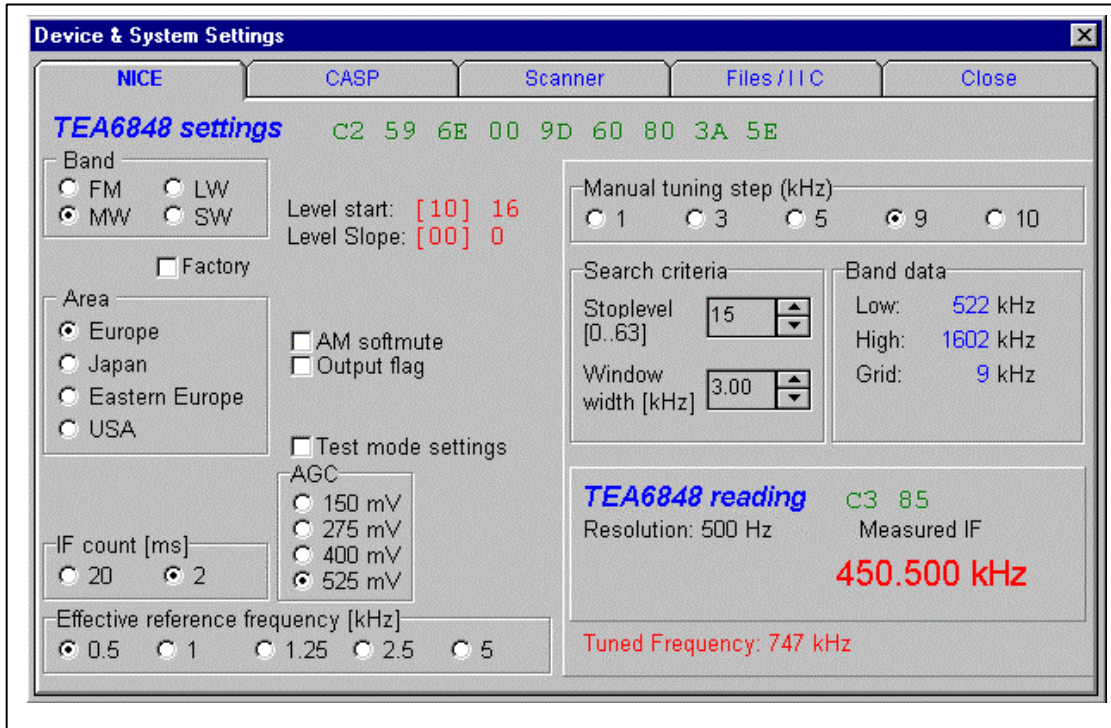 Device & System Settings
NICE CASP Scanner Files / I I C Close
TEA6848 settings C2 59 6E 00 9D 60 80 3A 5E
Band
FM LW
MW SW
Level start: [10] 16
Level Slope: [00] 0
Factory
Area
Europe
Japan
Eastern Europe
USA
AM softmute
Output flag
Test mode settings
AGC
150 mV
275 mV
400 mV
525 mV
IF count [ms]
20 2
Effective reference frequency [kHz]
0.5 1 1.25 2.5 5
Manual tuning step (kHz)
1 3 5 9 10
Search criteria
Stoplevel
[0..63]
15
Window
width [kHz]
3.00
Band data
Low: 522 kHz
High: 1602 kHz
Grid: 9 kHz
TEA6848 reading C3 85
Resolution: 500 Hz Measured IF
450.500 kHz
Tuned Frequency: 747 kHz